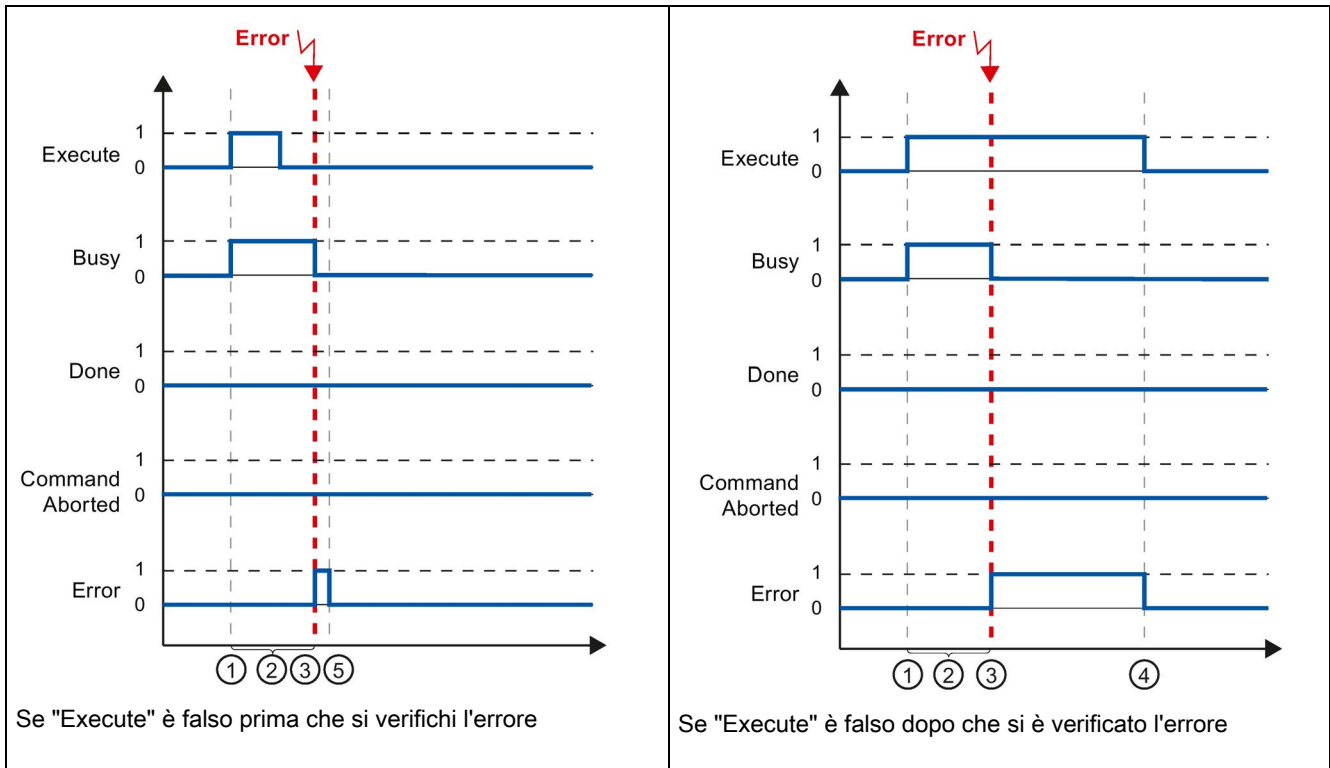 Error
1
Execute
0
1
Busy
0
1
Done
0
1
Command
Aborted
0
1
Error
0
1 2 3 5
Se "Execute" è falso prima che si verifichi l'errore
Error
1
Execute
0
1
Busy
0
1
Done
0
1
Command
Aborted
0
1
Error
0
1 2 3 4
Se "Execute" è falso dopo che si è verificato l'errore